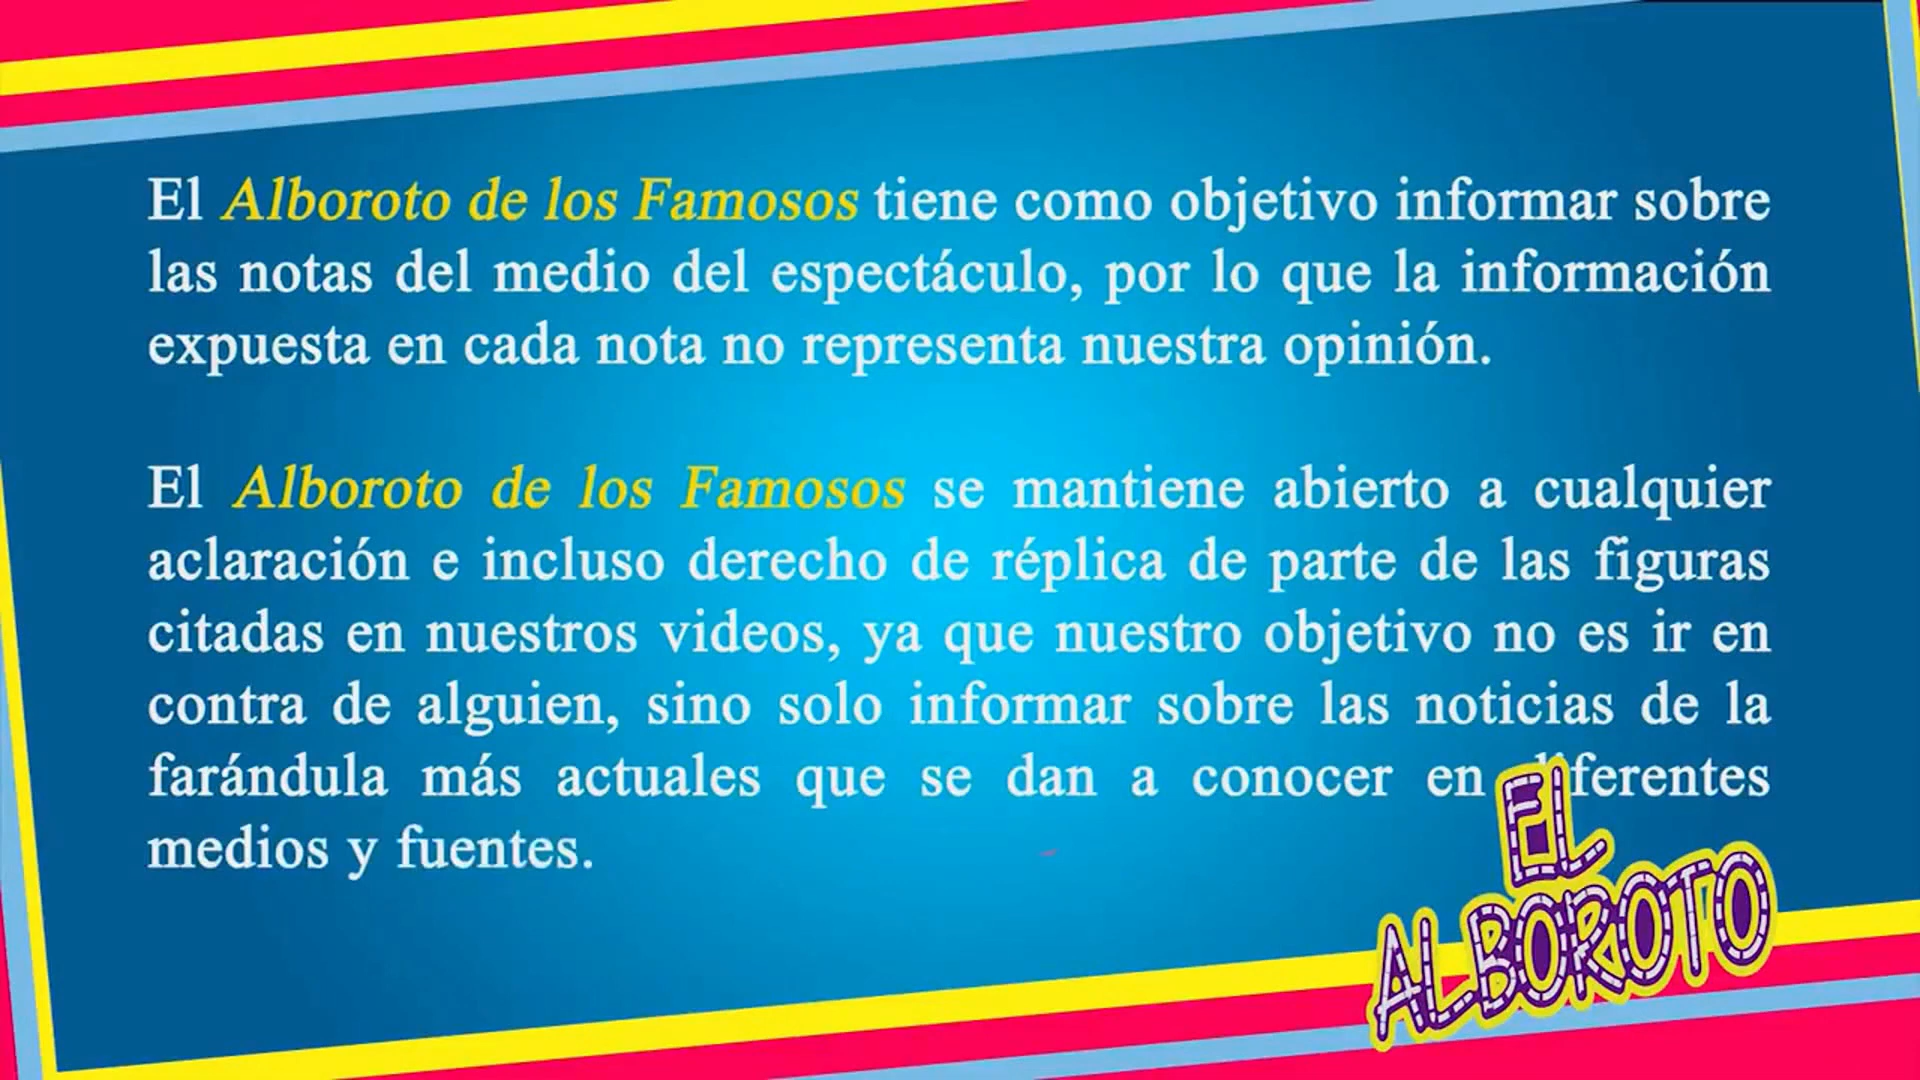 El Alboroto de los Famosos tiene como objetivo informar sobre
las notas del medio del espectáculo, por lo que la información
expuesta en cada nota no representa nuestra opinión.
El Alboroto de los Famosos se mantiene abierto a cualquier
aclaración e incluso derecho de réplica de parte de las figuras
citadas en nuestros videos, ya que nuestro objetivo no es ir en
contra de alguien, sino solo informar sobre las noticias de la
farándula más actuales que se dan a conocer en diferentes
medios y fuentes.
EL
ALBOROTO